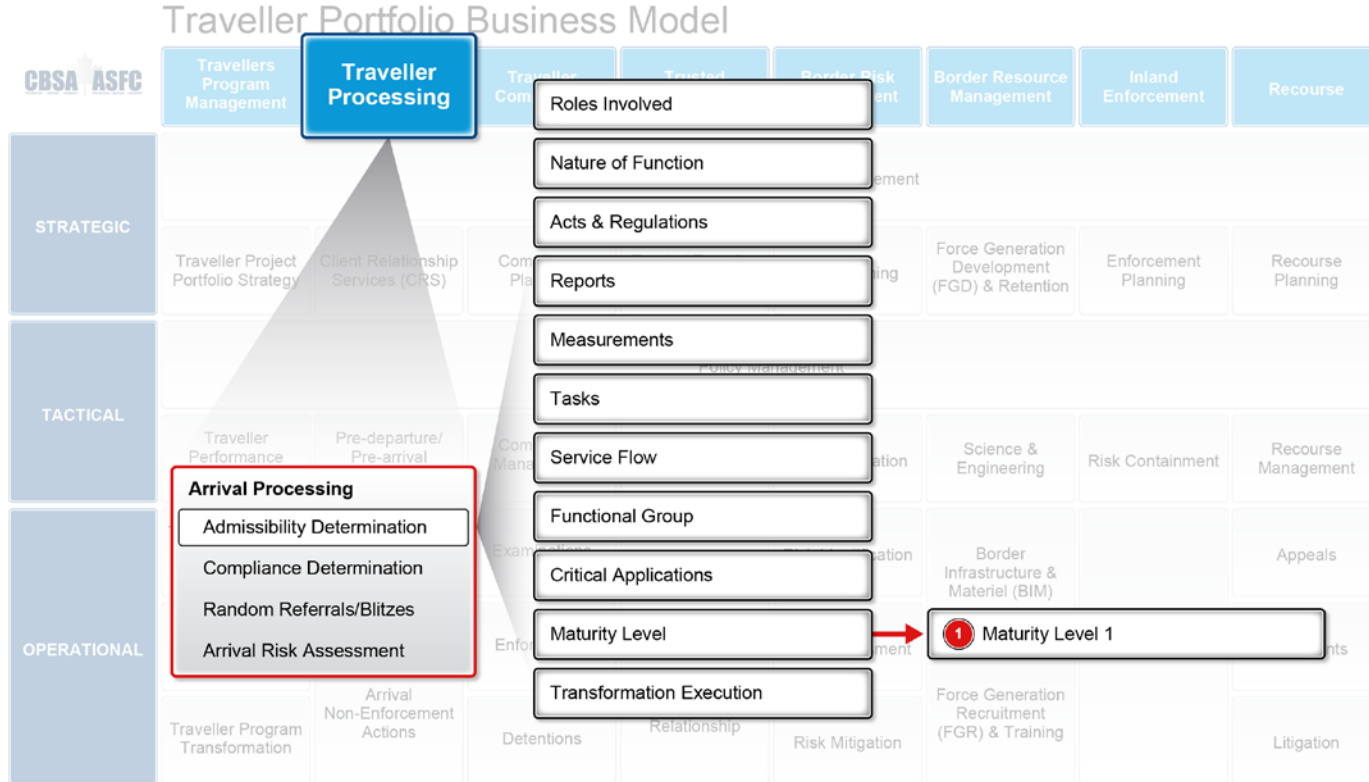 Traveller Portfolio Business Model
CBSA ASFC
Travellers
Program
Management
Traveller
Processing
Border Resource
Management
Inland
Enforcement
Recourse
STRATEGIC
Traveller Project
Portfolio Strategy
Client Relationship
Services (CRS)
Force Generation
Development
(FGD) & Retention
Enforcement
Planning
Recourse
Planning
TACTICAL
Policy Management
Traveller
Performance
Pre-departure/
Pre-arrival
Science &
Engineering
Risk Containment
Recourse
Management
OPERATIONAL
Arrival Processing
Admissibility Determination
Compliance Determination
Random Referrals/Blitzes
Arrival Risk Assessment
Roles Involved
Nature of Function
Acts & Regulations
Reports
Measurements
Tasks
Service Flow
Functional Group
Critical Applications
Maturity Level
Transformation Execution
1 Maturity Level 1
Border
Infrastructure &
Materiel (BIM)
Appeals
Traveller Program
Transformation
Arrival
Non-Enforcement
Actions
Detentions
Relationship
Risk Mitigation
Force Generation
Recruitment
(FGR) & Training
Litigation